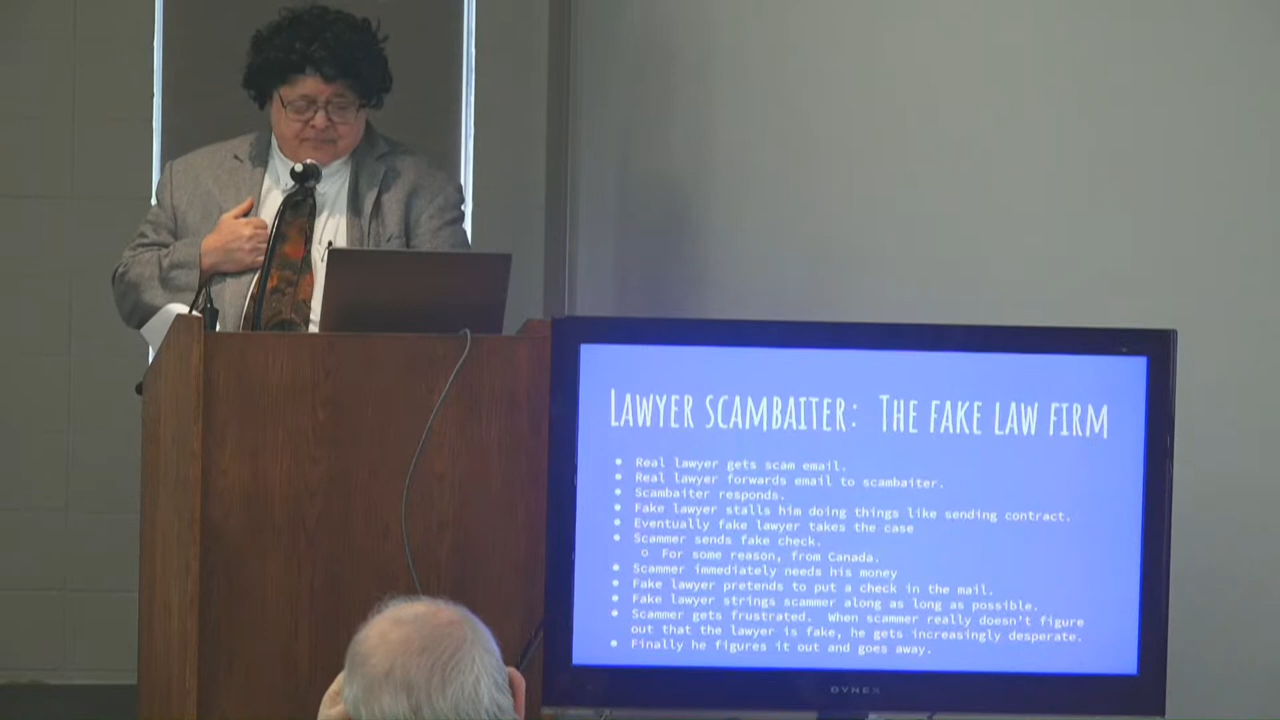 LAWYER SCAMBAITER: THE FAKE LAW FIRM
● Real lawyer gets scam email.
● Real lawyer forwards email to scambaiter.
● Scambaiter responds.
● Fake lawyer stalls him doing things like sending contract.
● Eventually fake lawyer takes the case
● Scammer sends fake check.
○ For some reason, from Canada.
● Scammer immediately needs his money
● Fake lawyer pretends to put a check in the mail.
● Fake lawyer strings scammer along as long as possible.
● Scammer gets frustrated. When scammer really doesn't figure
out that the lawyer is fake, he gets increasingly desperate.
● Finally he figures it out and goes away.
DYNEX